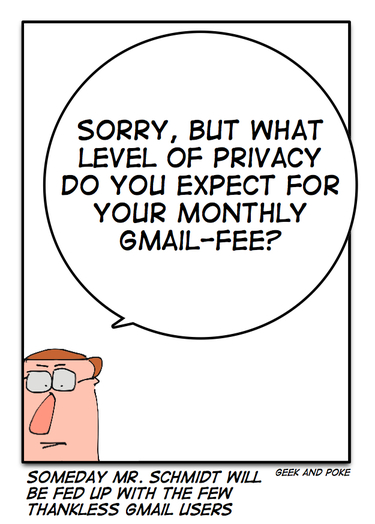 SORRY, BUT WHAT
LEVEL OF PRIVACY
DO YOU EXPECT FOR
YOUR MONTHLY
GMAIL-FEE?
GEEK AND POKE
SOMEDAY MR. SCHMIDT WILL
BE FED UP WITH THE FEW
THANKLESS GMAIL USERS